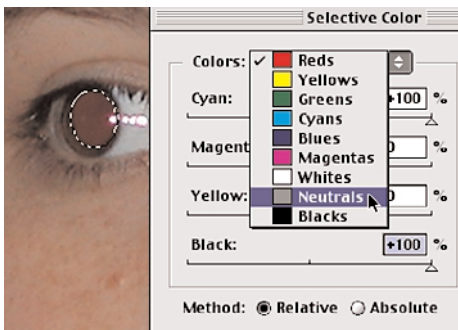 Selective Color
Colors: ✓ Reds
Yellows
Cyan: Greens +100 %
Cyans
Blues
Magent Magentas %
Whites
Yellow: Neutrals %
Blacks
Black: +100 %
Method: Relative Absolute